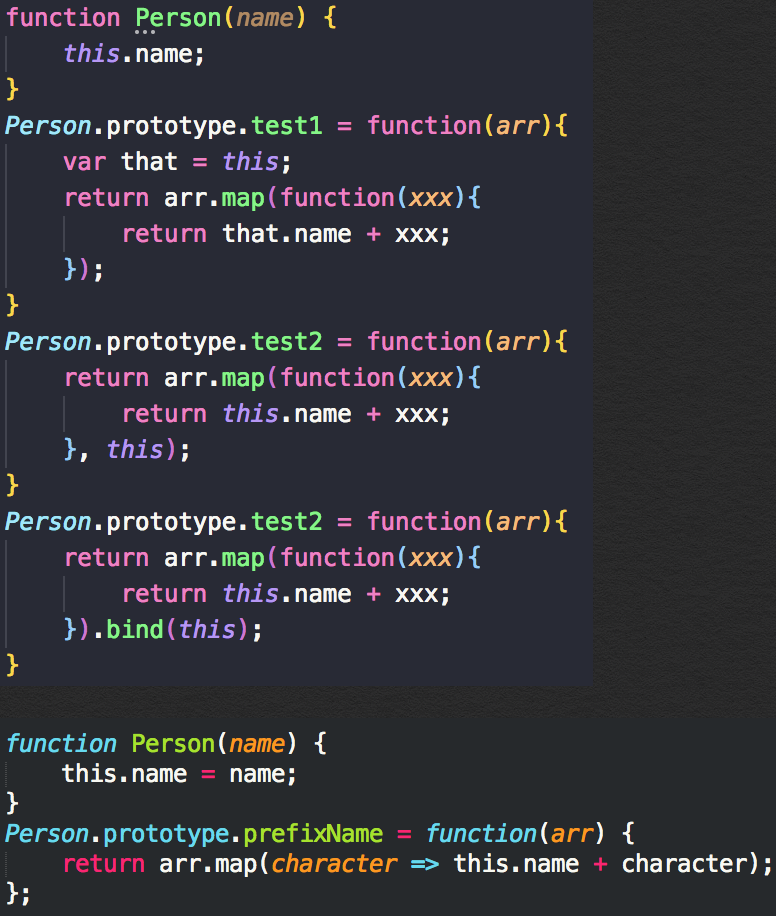 function Person(name) {
    this.name;
}
Person.prototype.test1 = function(arr){
    var that = this;
    return arr.map(function(xxx){
        return that.name + xxx;
    });
}
Person.prototype.test2 = function(arr){
    return arr.map(function(xxx){
        return this.name + xxx;
    }, this);
}
Person.prototype.test2 = function(arr){
    return arr.map(function(xxx){
        return this.name + xxx;
    }).bind(this);
}
function Person(name) {
    this.name = name;
}
Person.prototype.prefixName = function(arr) {
    return arr.map(character => this.name + character);
};